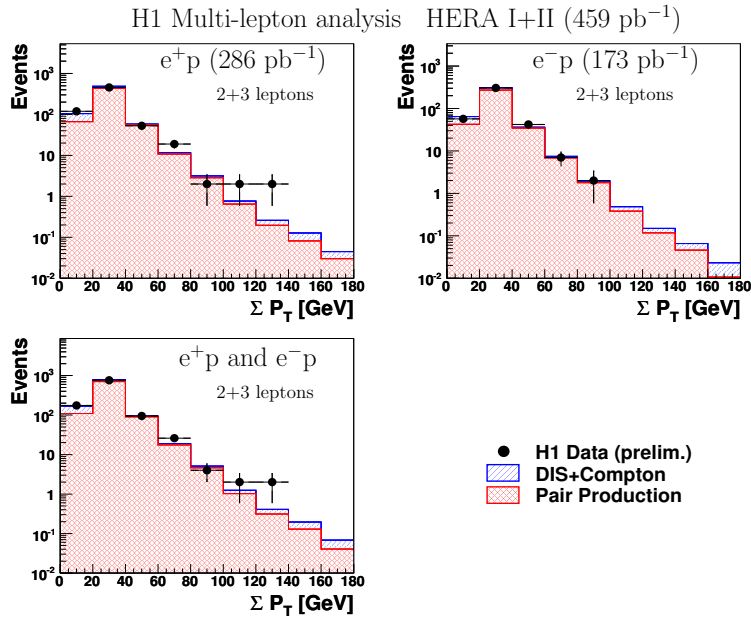 H1 Multi-lepton analysis HERA I+II (459 pb⁻¹)
Events
e⁺p (286 pb⁻¹)
2+3 leptons
10³
10²
10
1
10⁻¹
10⁻²
0 20 40 60 80 100 120 140 160 180
Σ P_T [GeV]
Events
e⁻p (173 pb⁻¹)
2+3 leptons
10³
10²
10
1
10⁻¹
10⁻²
0 20 40 60 80 100 120 140 160 180
Σ P_T [GeV]
Events
e⁺p and e⁻p
2+3 leptons
10³
10²
10
1
10⁻¹
10⁻²
0 20 40 60 80 100 120 140 160 180
Σ P_T [GeV]
H1 Data (prelim.)
DIS+Compton
Pair Production